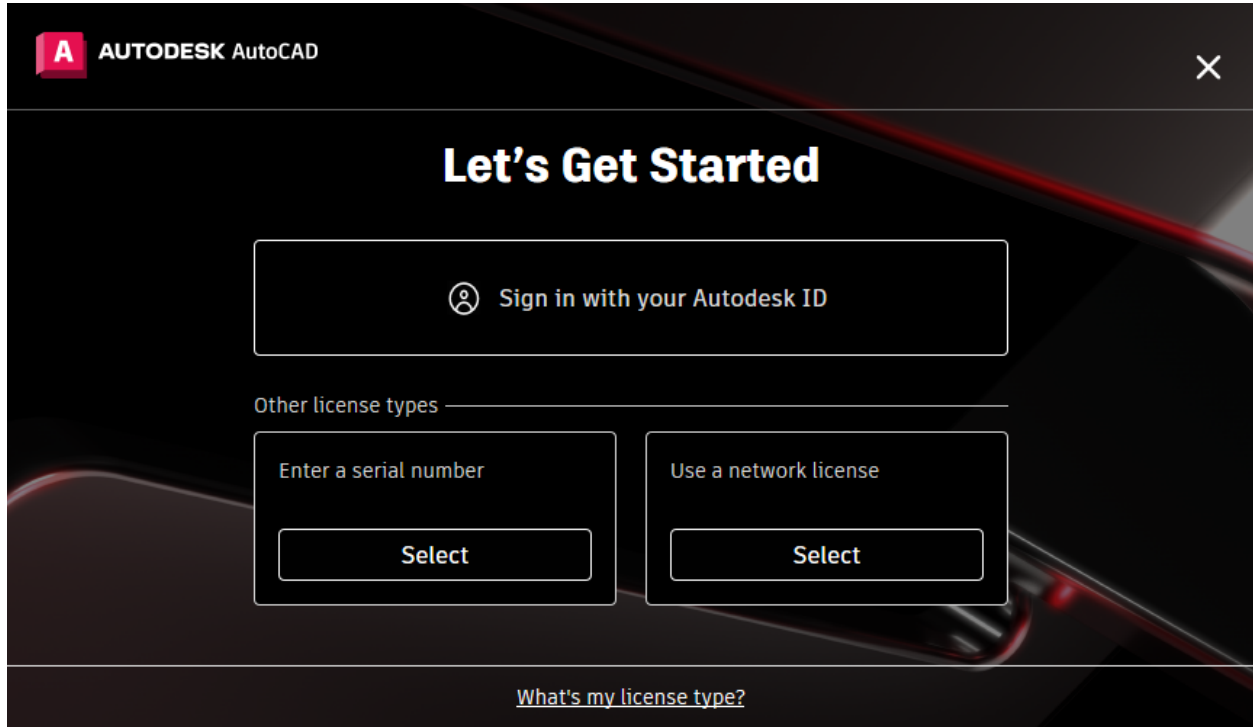 A AUTODESK AutoCAD
Let's Get Started
Sign in with your Autodesk ID
Other license types
Enter a serial number
Use a network license
Select
Select
What's my license type?